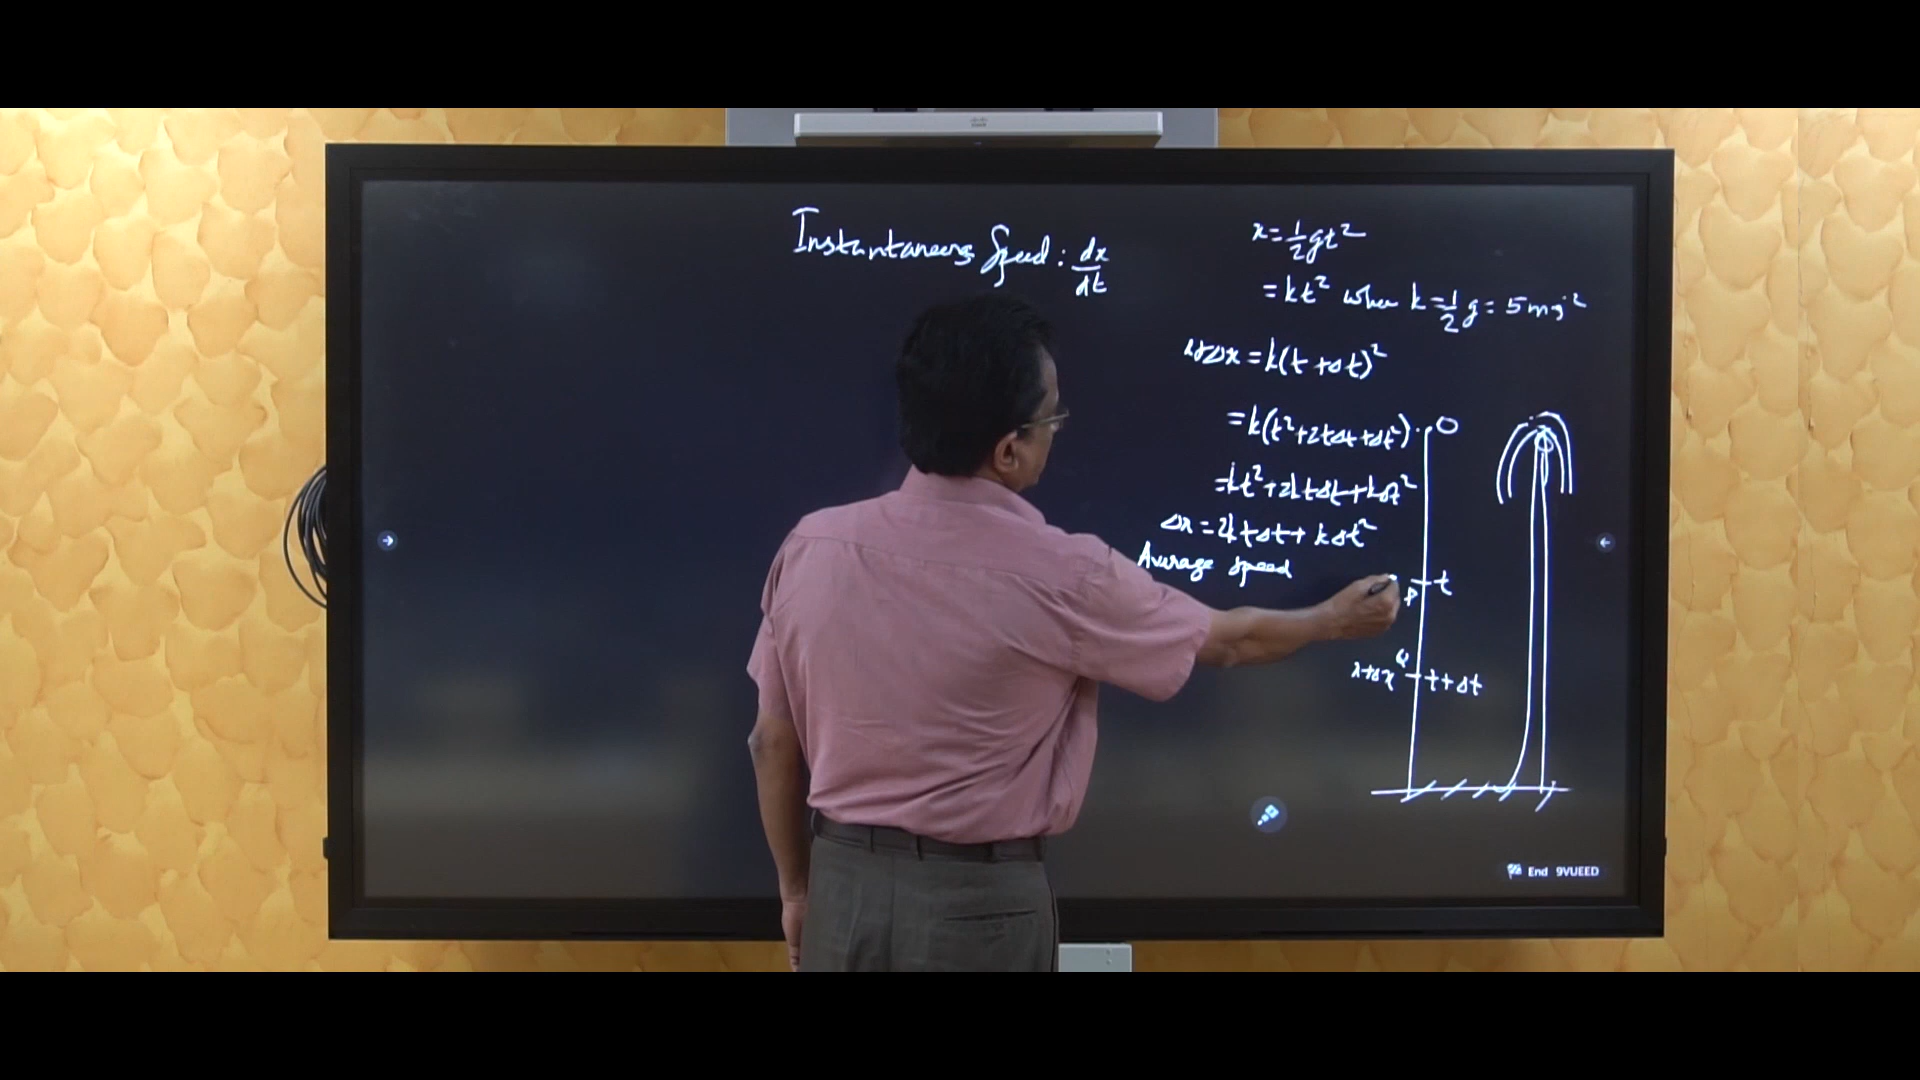 Instantaneous Speed: dx/dt
x = 1/2 gt²
= kt² when k = 1/2 g = 5 ms⁻²
x+Δx = k(t+Δt)²
= k(t²+2tΔt+Δt²)
= kt²+2ktΔt+kΔt²
Δx = 2ktΔt + kΔt²
Average speed
O
P t
Q
x+Δx t+Δt
End 9VUEED